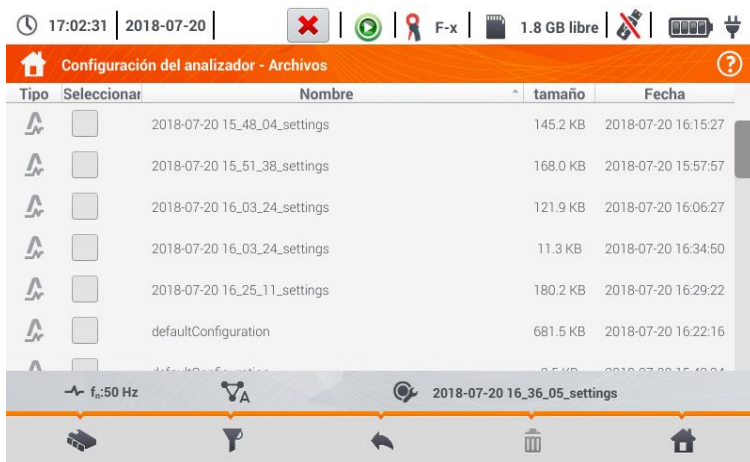 17:02:31 2018-07-20 F-x 1.8 GB libre
Configuración del analizador - Archivos ?
Tipo Seleccionar Nombre tamaño Fecha
2018-07-20 15_48_04_settings 145.2 KB 2018-07-20 16:15:27
2018-07-20 15_51_38_settings 168.0 KB 2018-07-20 15:57:57
2018-07-20 16_03_24_settings 121.9 KB 2018-07-20 16:06:27
2018-07-20 16_03_24_settings 11.3 KB 2018-07-20 16:34:50
2018-07-20 16_25_11_settings 180.2 KB 2018-07-20 16:29:22
defaultConfiguration 681.5 KB 2018-07-20 16:22:16
fn:50 Hz A 2018-07-20 16_36_05_settings